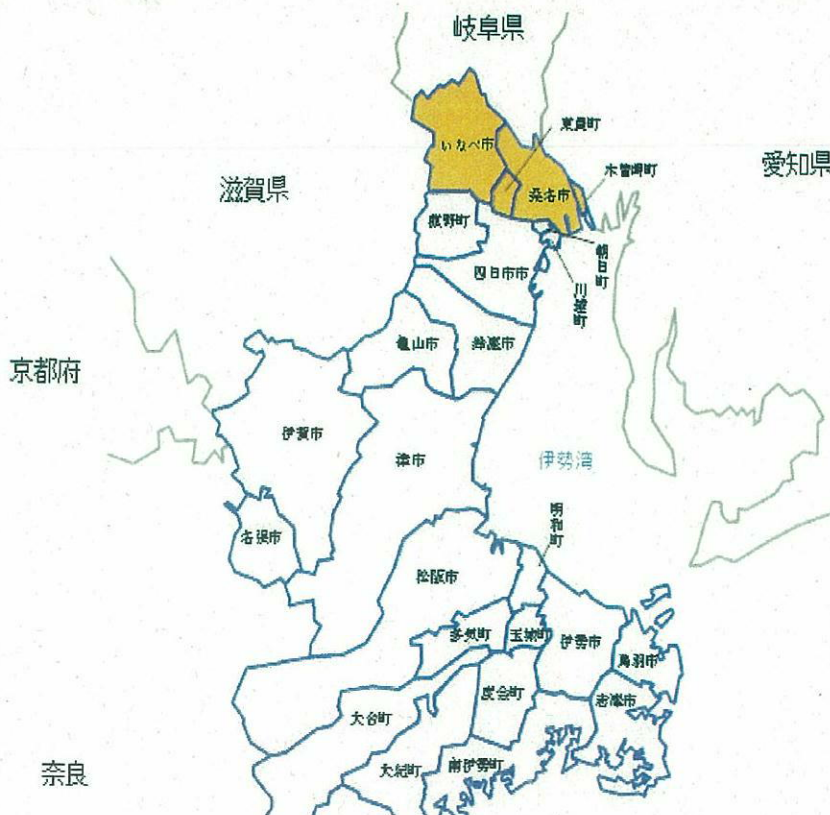 岐阜県
東員町
いなべ市
愛知県
木曽岬町
滋賀県
桑名市
菰野町
朝日町
四日市市
川越町
亀山市
鈴鹿市
京都府
伊賀市
津市
伊勢湾
明和町
名張市
松阪市
多気町
玉城町
伊勢市
鳥羽市
度会町
志摩市
大台町
奈良
大紀町
南伊勢町